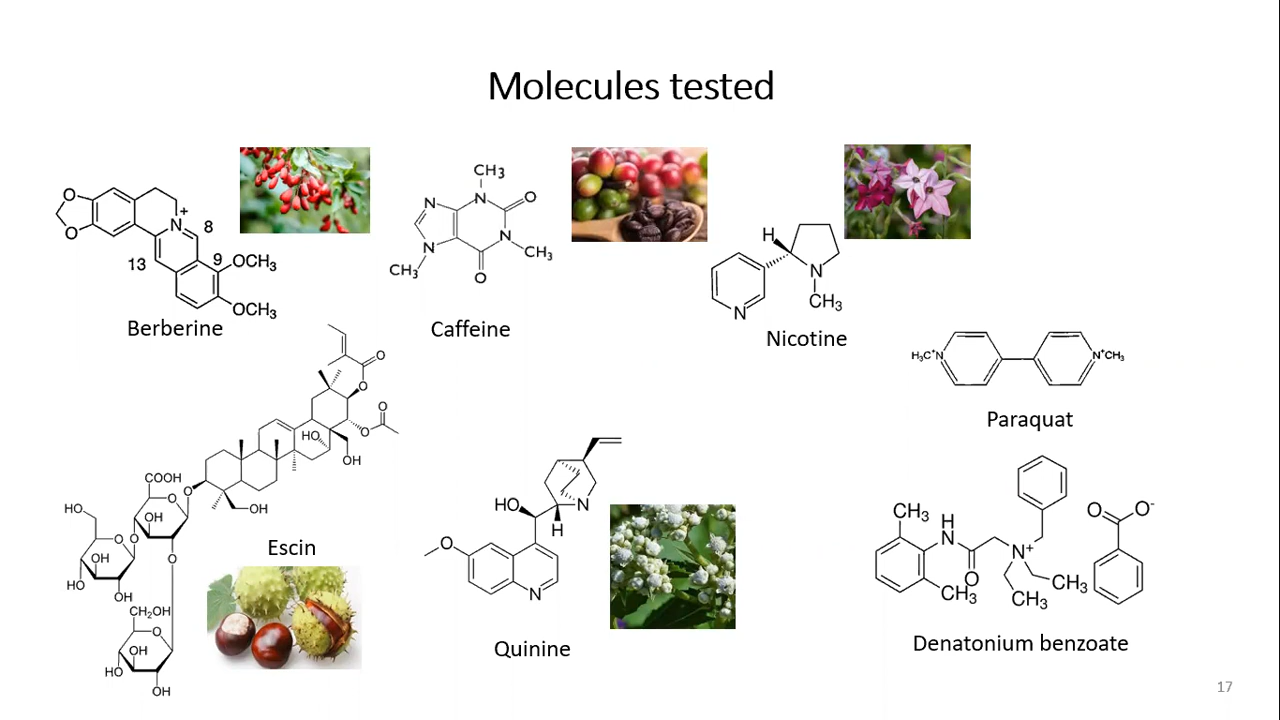 Molecules tested
O
O
N
+
8
13
9
OCH₃
OCH₃
Berberine
CH₃
N
N
O
N
N
CH₃
CH₃
O
Caffeine
H
N
N
CH₃
Nicotine
H₃C⁺N
N⁺CH₃
Paraquat
O
O
O
O
HO
OH
COOH
O
OH
O
O
OH
HO
O
OH
HO
OH
O
O
CH₂OH
O
OH
HO
OH
Escin
HO
N
H
O
N
Quinine
CH₃
H
N
O
N⁺
CH₃
CH₃
CH₃
O
O⁻
Denatonium benzoate
17